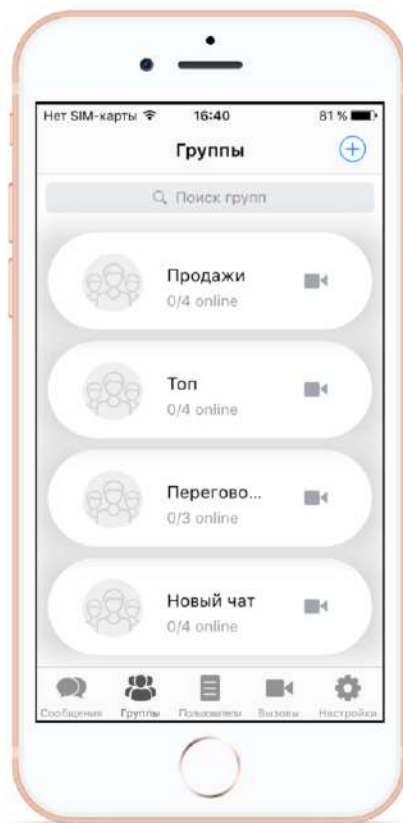 Нет SIM-карты 16:40 81 %
Группы
Поиск групп
Продажи
0/4 online
Топ
0/4 online
Перегово...
0/3 online
Новый чат
0/4 online
Сообщения Группы Пользователи Вызовы Настройки